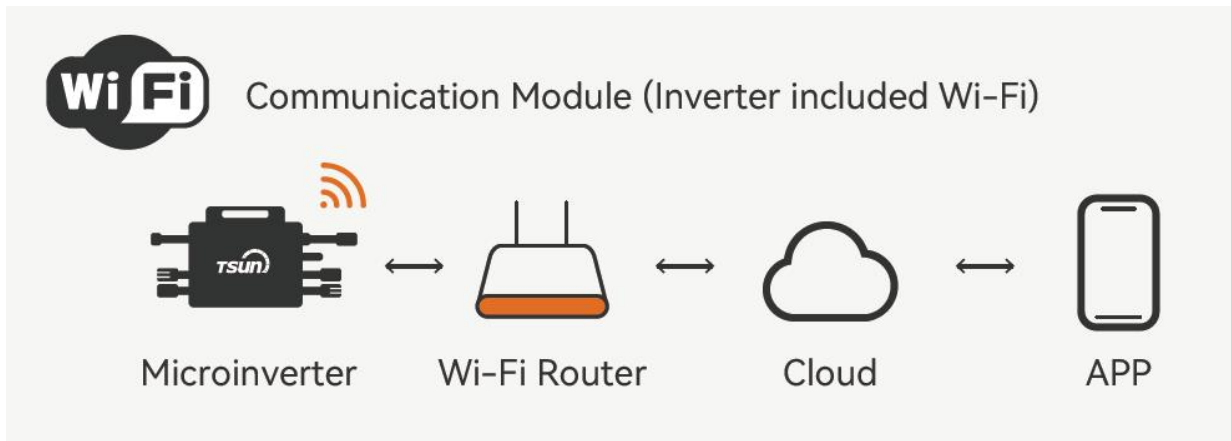 Wi Fi
Communication Module (Inverter included Wi-Fi)
TSUN
Microinverter
Wi-Fi Router
Cloud
APP